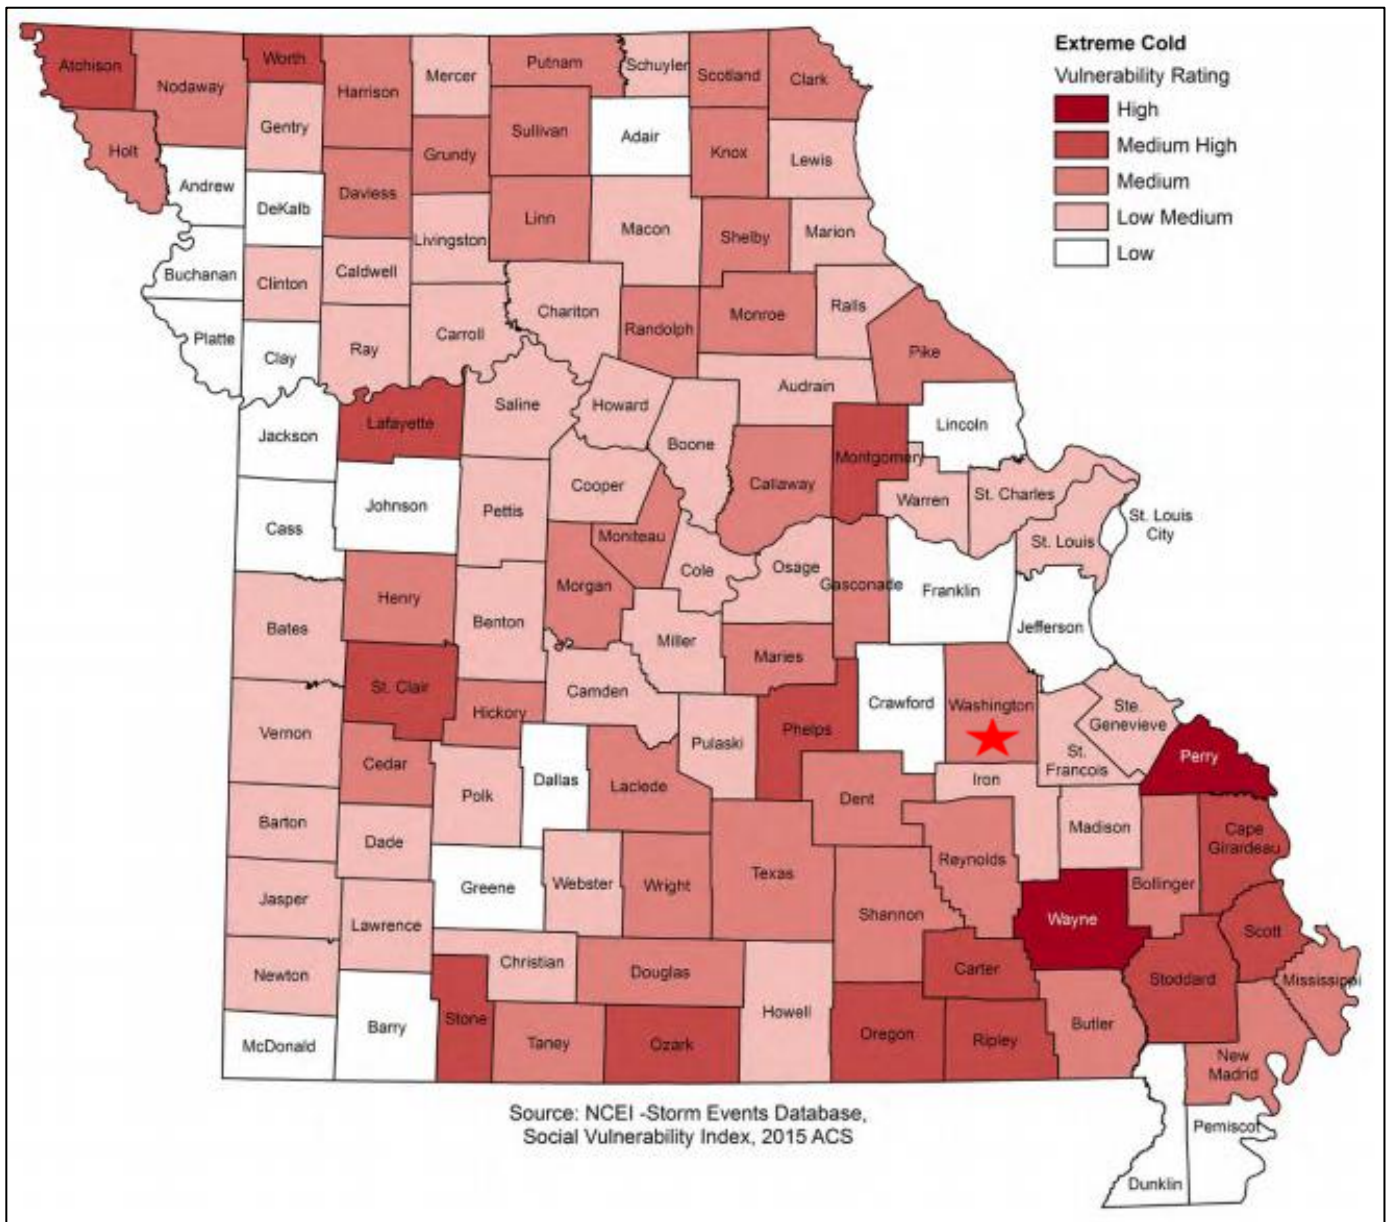 Extreme Cold
Vulnerability Rating
High
Medium High
Medium
Low Medium
Low
Atchison
Nodaway
Worth
Harrison
Mercer
Putnam
Schuyler
Scotland
Clark
Holt
Gentry
Grundy
Sullivan
Adair
Knox
Lewis
Andrew
DeKalb
Daviess
Livingston
Linn
Macon
Shelby
Marion
Buchanan
Clinton
Caldwell
Chariton
Randolph
Monroe
Ralls
Platte
Clay
Ray
Carroll
Pike
Audrain
Jackson
Lafayette
Saline
Howard
Boone
Lincoln
Montgomery
Callaway
Cass
Johnson
Pettis
Cooper
Warren
St. Charles
St. Louis
City
St. Louis
Moniteau
Morgan
Cole
Osage
Gasconade
Franklin
Jefferson
Bates
Henry
Benton
Miller
Maries
St. Clair
Camden
Crawford
Washington
Ste.
Genevieve
Vernon
Hickory
Pulaski
Phelps
St.
Francois
Perry
Cedar
Polk
Dallas
Laclede
Dent
Iron
Barton
Dade
Madison
Cape
Girardeau
Jasper
Greene
Webster
Wright
Texas
Reynolds
Bollinger
Lawrence
Shannon
Wayne
Scott
Newton
Christian
Douglas
Carter
Stoddard
Mississippi
McDonald
Barry
Stone
Taney
Ozark
Howell
Oregon
Ripley
Butler
New
Madrid
Pemiscot
Dunklin
Source: NCEI -Storm Events Database,
Social Vulnerability Index, 2015 ACS